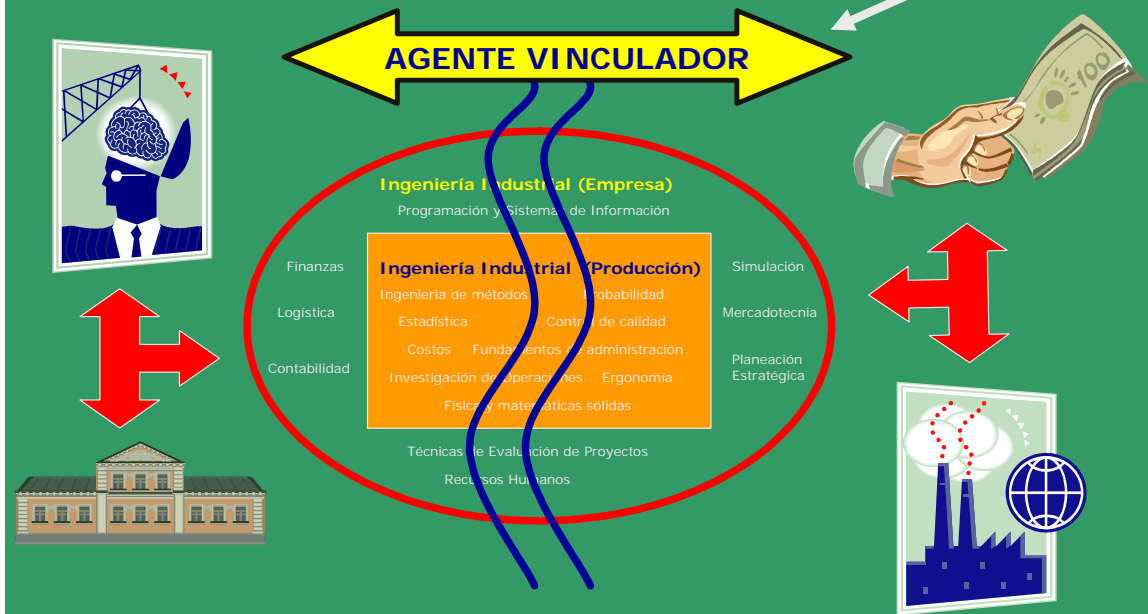 AGENTE VINCULADOR
100
Ingeniería Industrial (Empresa)
Programación y Sistemas de Información
Finanzas
Logística
Contabilidad
Ingeniería Industrial (Producción)
Ingeniería de métodos Probabilidad
Estadística Control de calidad
Costos Fundamentos de administración
Investigación de Operaciones Ergonomía
Física y matemáticas sólidas
Simulación
Mercadotecnia
Planeación
Estratégica
Técnicas de Evaluación de Proyectos
Recursos Humanos